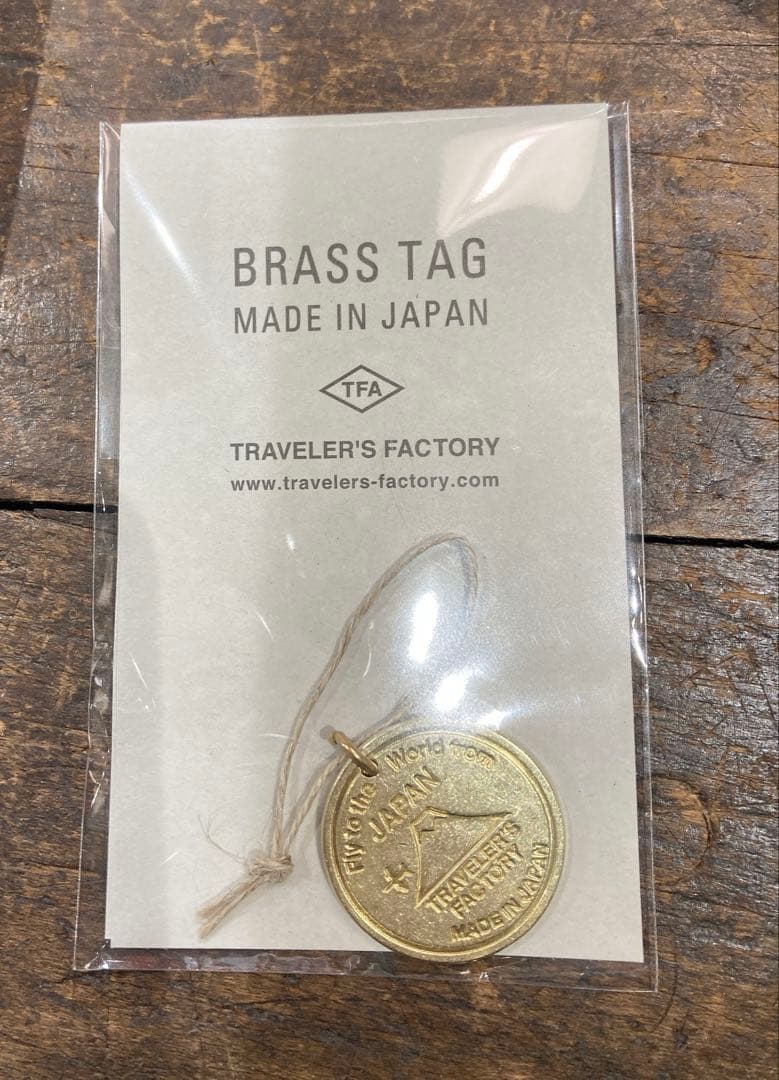 BRASS TAG
MADE IN JAPAN
TFA
TRAVELER'S FACTORY
www.travelers-factory.com
Fly to the World from
JAPAN
TRAVELER'S
FACTORY
MADE IN JAPAN